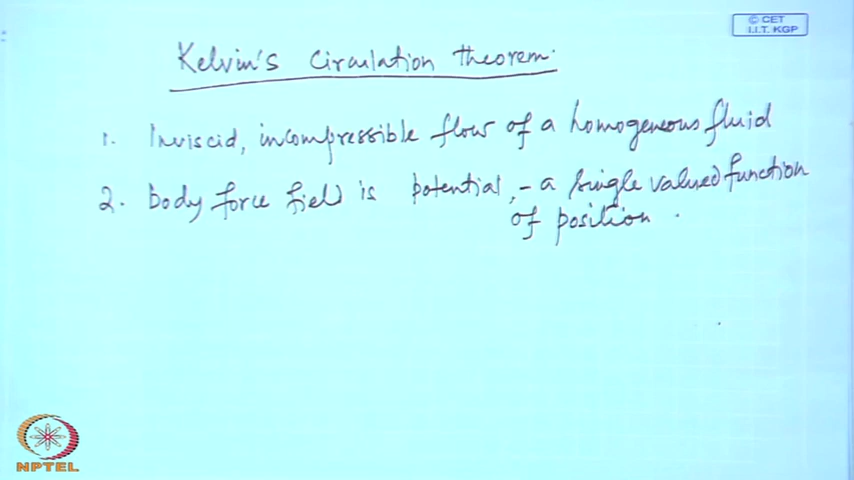 © CET
I.I.T. KGP
Kelvin's Circulation theorem.
1. Inviscid, incompressible flow of a homogeneous fluid
2. Body force field is potential, - a single valued function
of position.
NPTEL